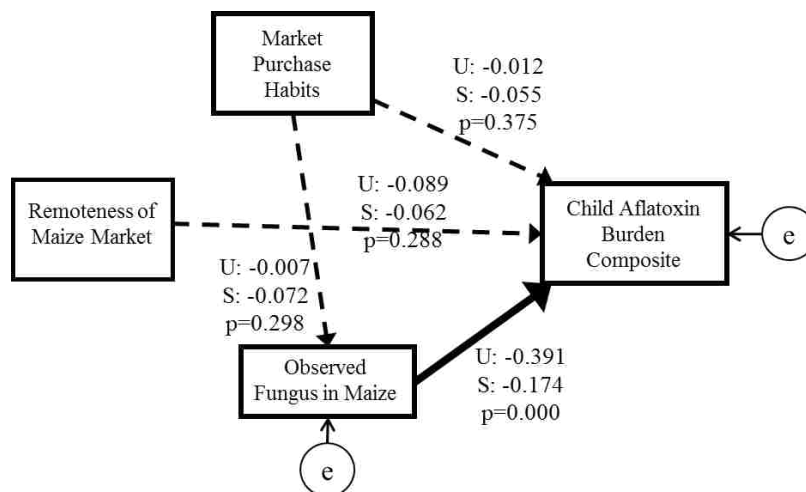 Market
Purchase
Habits
U: -0.012
S: -0.055
p=0.375
Remoteness of
Maize Market
U: -0.089
S: -0.062
p=0.288
Child Aflatoxin
Burden
Composite
e
U: -0.007
S: -0.072
p=0.298
Observed
Fungus in Maize
U: -0.391
S: -0.174
p=0.000
e